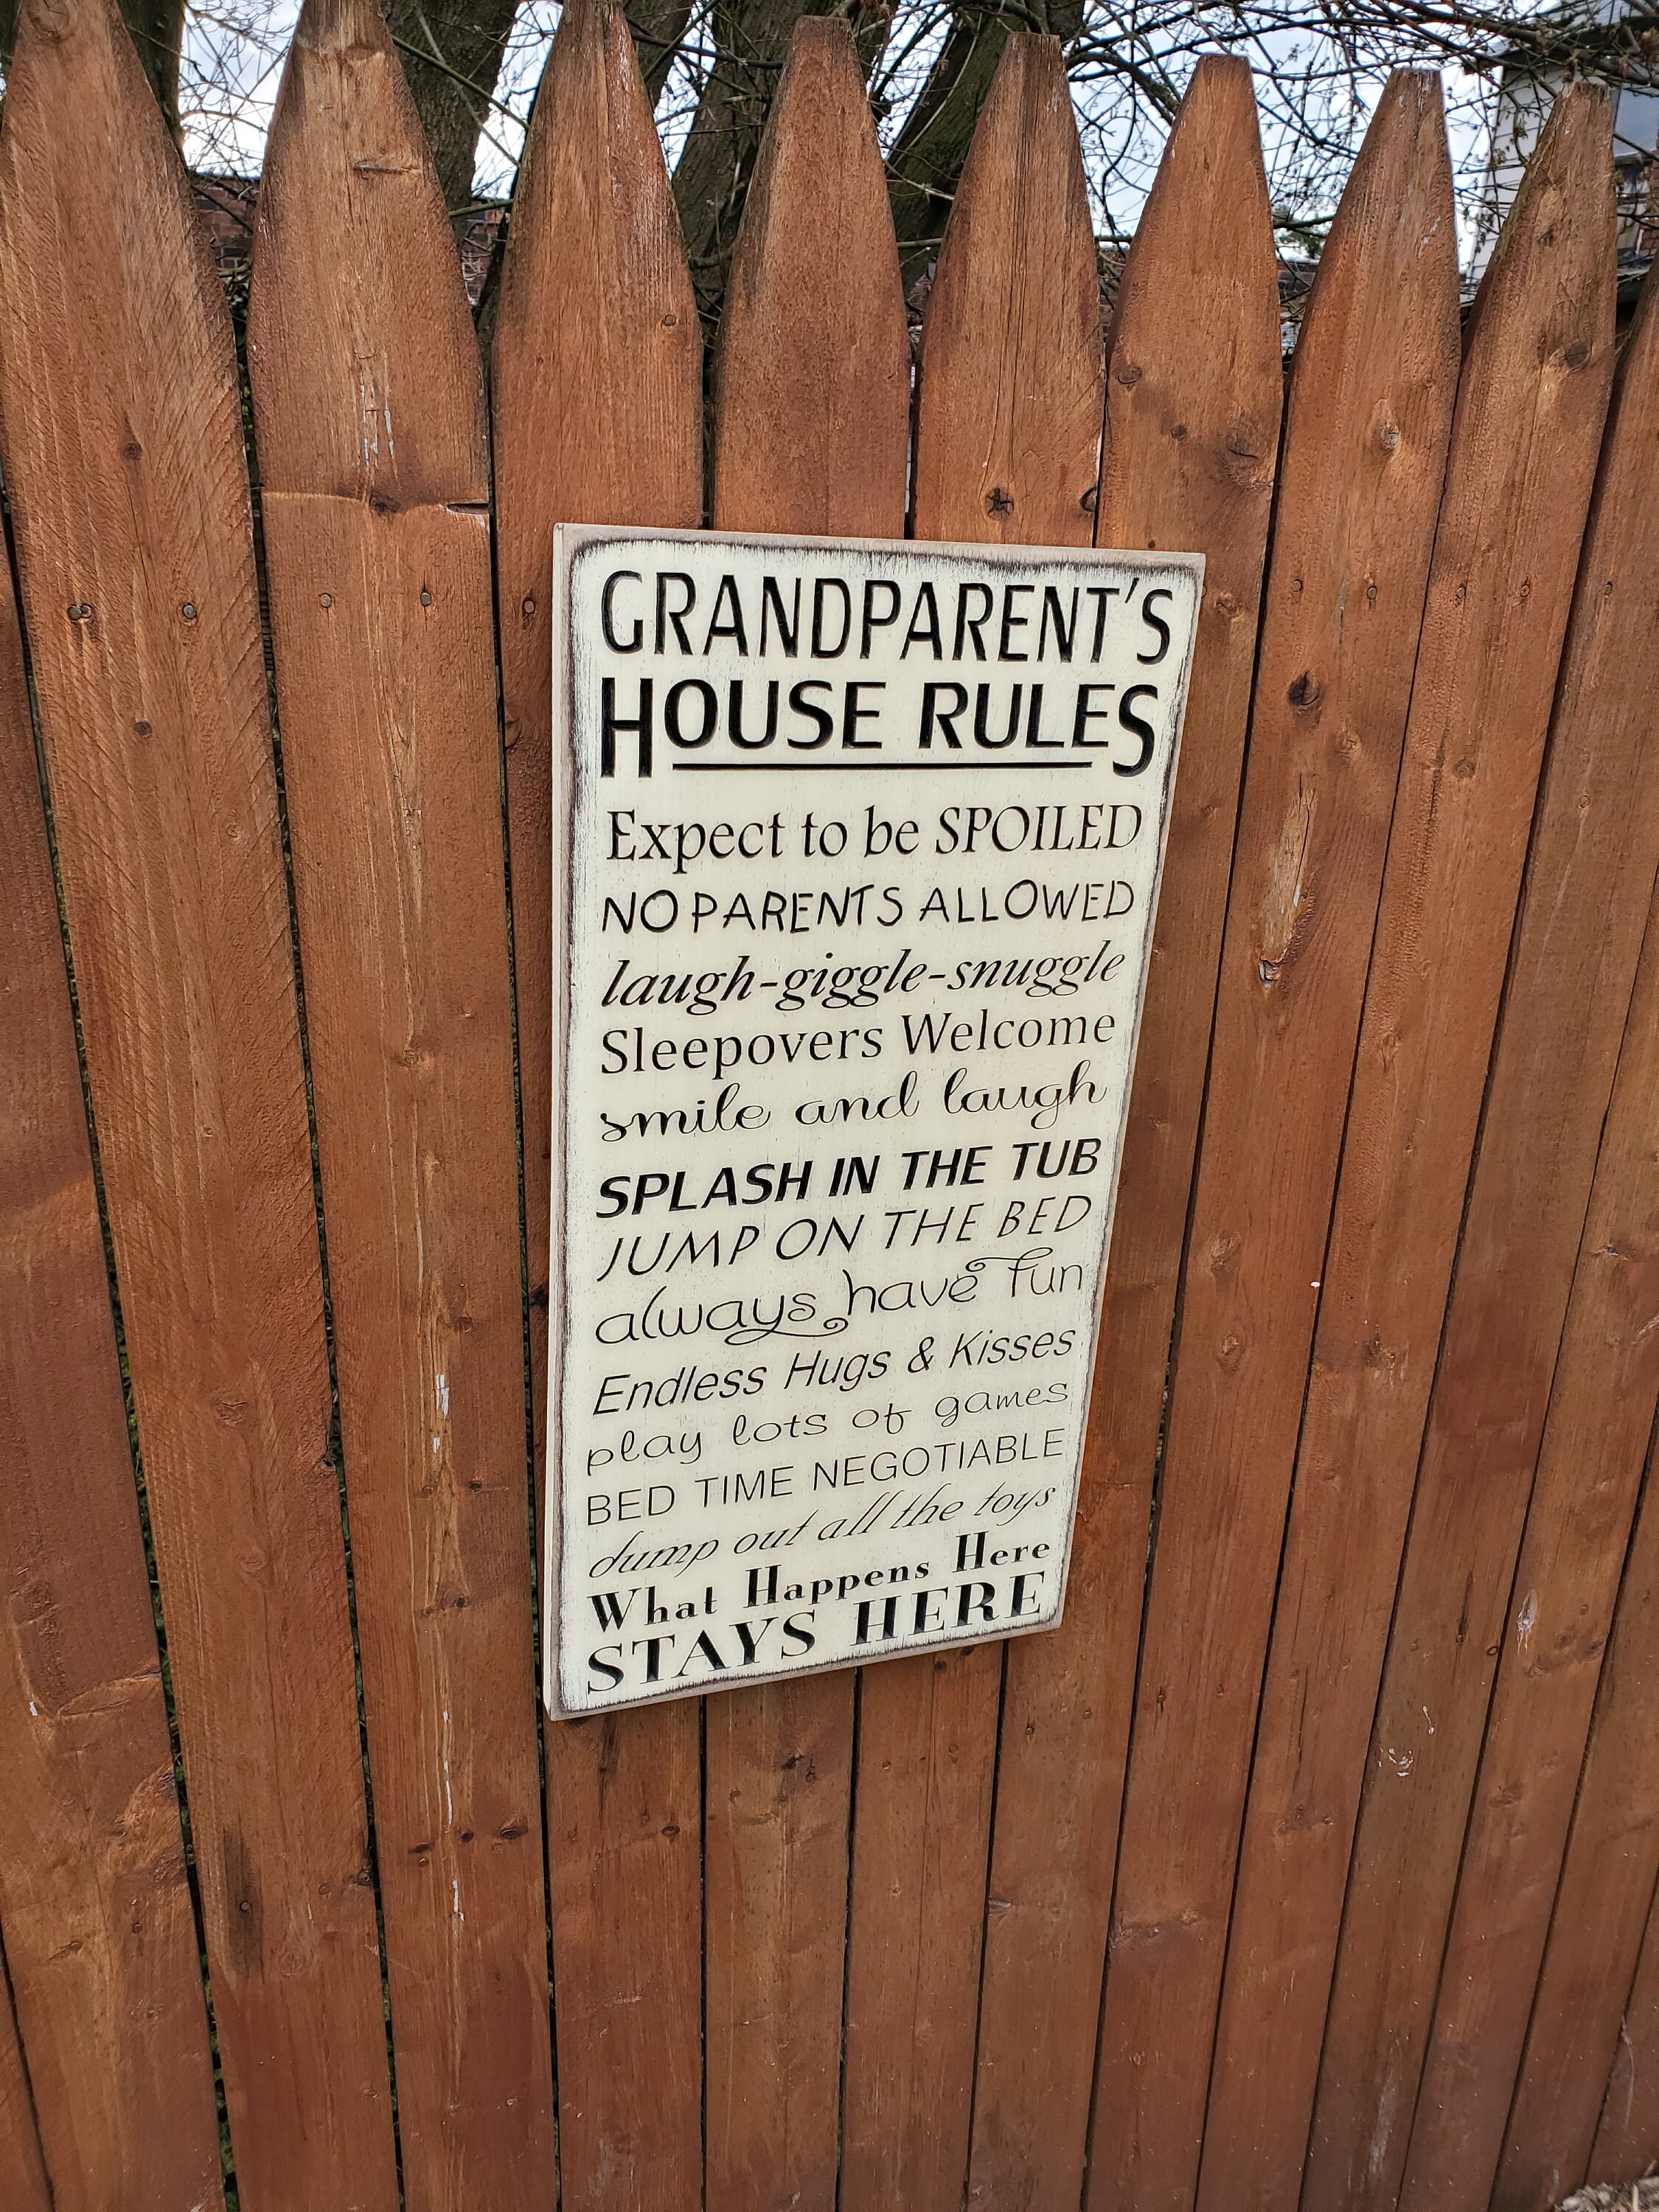 GRANDPARENT'S
HOUSE RULES
Expect to be SPOILED
NO PARENTS ALLOWED
laugh-giggle-snuggle
Sleepovers Welcome
smile and laugh
SPLASH IN THE TUB
JUMP ON THE BED
always have fun
Endless Hugs & Kisses
play lots of games
BED TIME NEGOTIABLE
dump out all the toys
What Happens Here
STAYS HERE